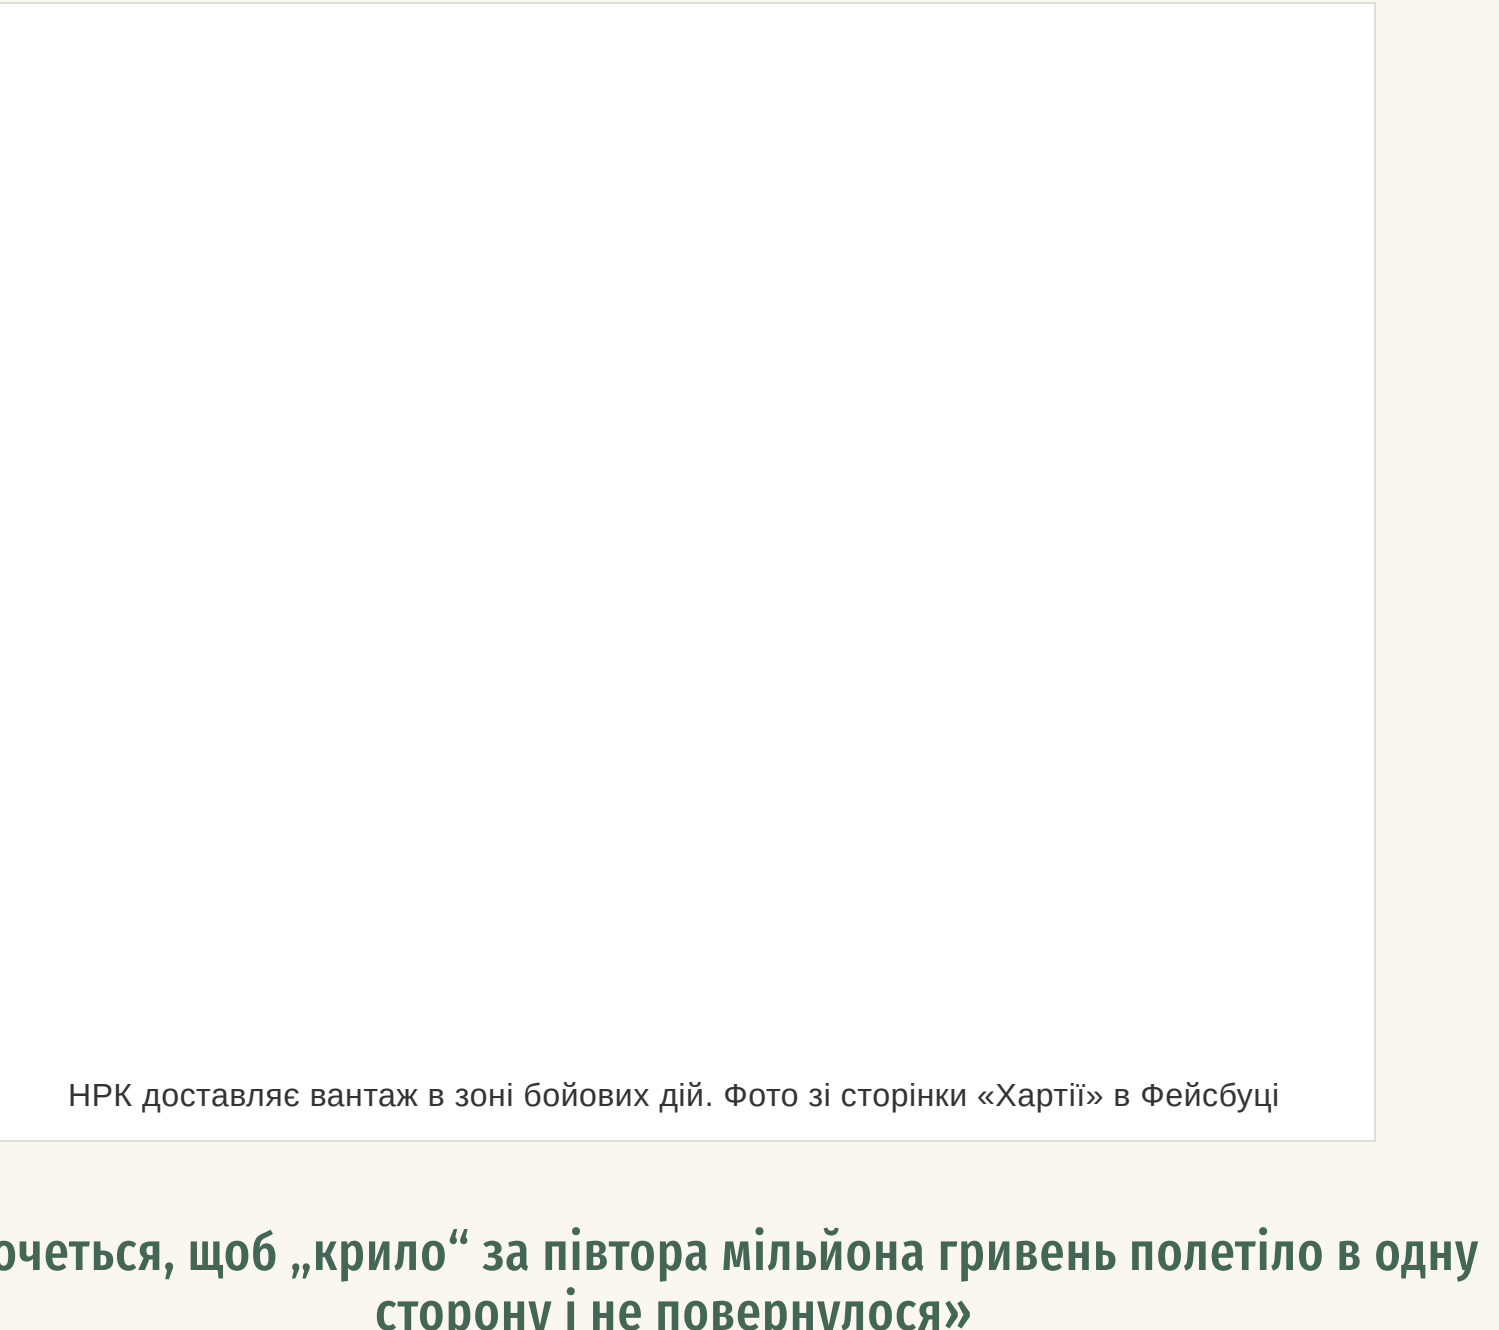 НРК доставляє вантаж в зоні бойових дій. Фото зі сторінки «Хартії» в Фейсбуці
щоб „крило“ за півтора мільйона гривень полетіло в одну
сторону і не повернулося»